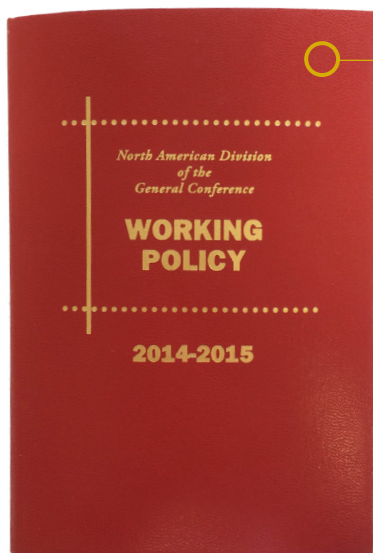 North American Division
of the
General Conference
WORKING
POLICY
2014-2015